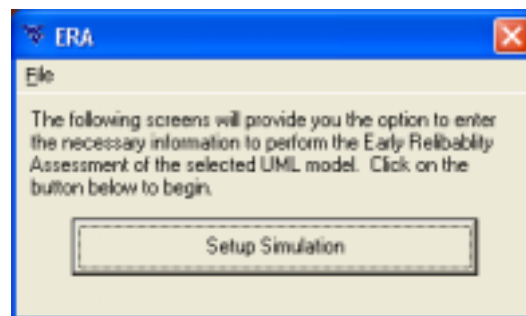 ERA
File
The following screens will provide you the option to enter
the necessary information to perform the Early Relibablity
Assessment of the selected UML model. Click on the
button below to begin.
Setup Simulation